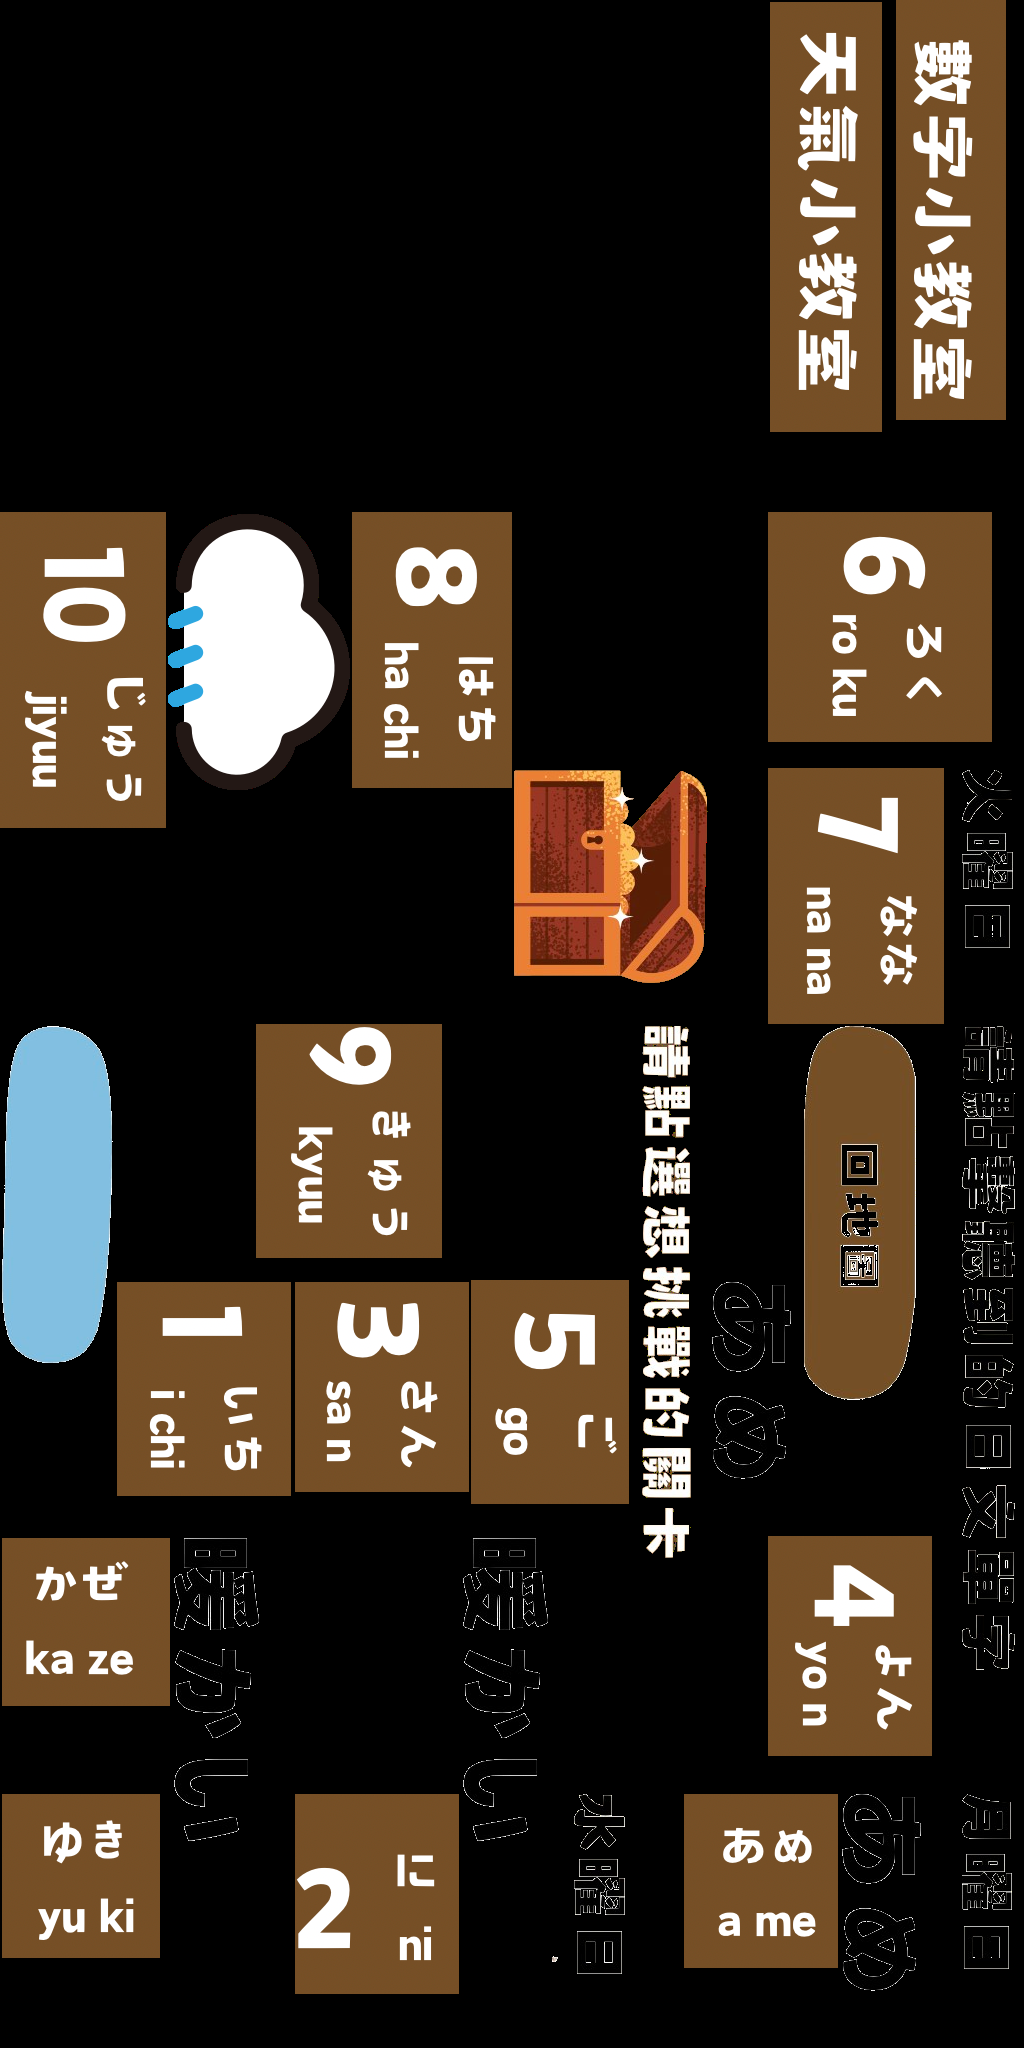 天氣小教室
數字小教室
10
じゅう
jiyuu
8
はち
ha chi
6
ろく
ro ku
7
なな
na na
火曜日
9
きゅう
kyuu
請點選想挑戰的關卡
回地圖
請點擊聽到的日文單字
1
いち
i chi
3
さん
sa n
5
ご
go
あめ
かぜ
ka ze
暖かい
暖かい
4
よん
yo n
ゆき
yu ki
2
に
ni
水曜日
あめ
a me
あめ
月曜日